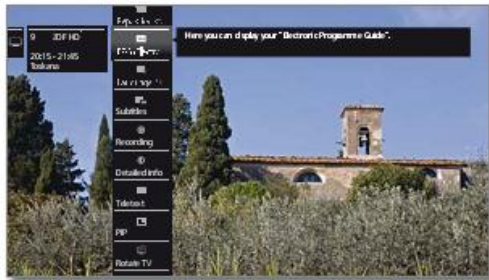 9 ZDF HD
20:15 - 21:05
Toskana
Here you can display your "Electronic Programme Guide".
Subtitles
Recording
Detailed info
Teletext
PIP
Rotate TV